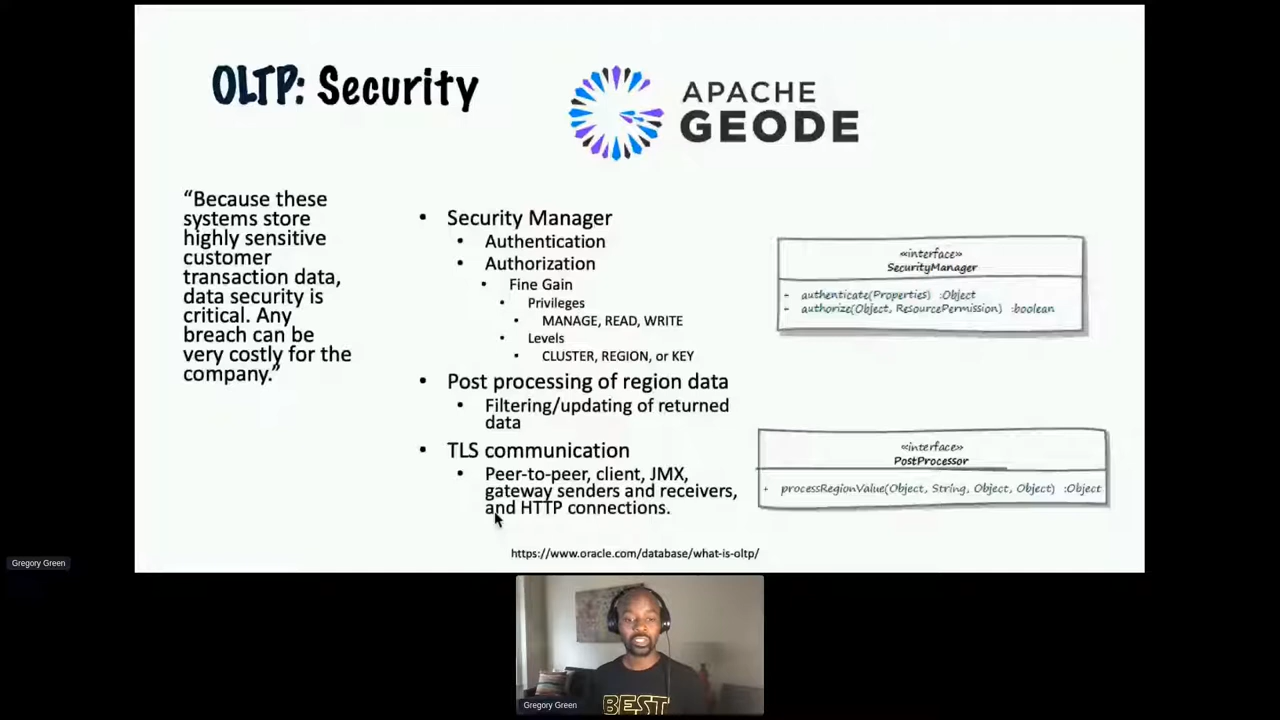 OLTP: Security
APACHE
GEODE
“Because these
systems store
highly sensitive
customer
transaction data,
data security is
critical. Any
breach can be
very costly for the
company.”
• Security Manager
• Authentication
• Authorization
• Fine Gain
• Privileges
• MANAGE, READ, WRITE
• Levels
• CLUSTER, REGION, or KEY
• Post processing of region data
• Filtering/updating of returned
data
• TLS communication
• Peer-to-peer, client, JMX,
gateway senders and receivers,
and HTTP connections.
«interface»
SecurityManager
+ authenticate(Properties) :Object
+ authorize(Object, ResourcePermission) :boolean
«interface»
PostProcessor
+ processRegionValue(Object, String, Object, Object) :Object
https://www.oracle.com/database/what-is-oltp/
Gregory Green
BEST
Gregory Green